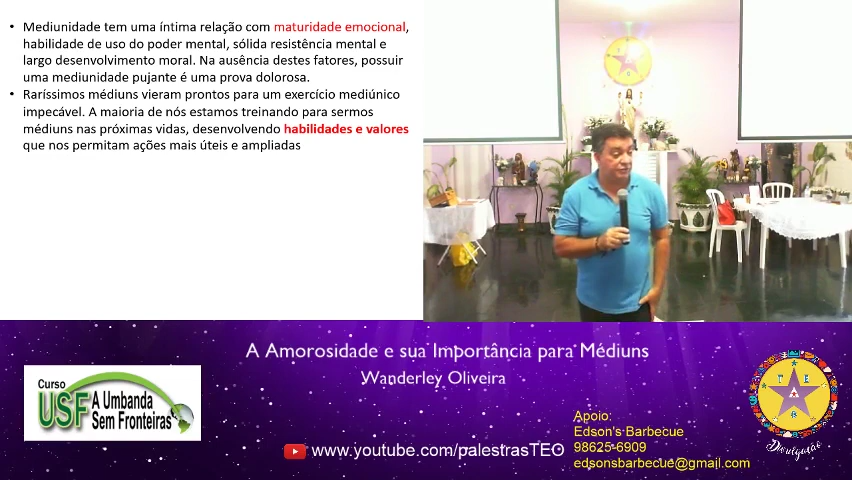 • Mediunidade tem uma íntima relação com maturidade emocional,
habilidade de uso do poder mental, sólida resistência mental e
largo desenvolvimento moral. Na ausência destes fatores, possuir
uma mediunidade pujante é uma prova dolorosa.
• Raríssimos médiuns vieram prontos para um exercício mediúnico
impecável. A maioria de nós estamos treinando para sermos
médiuns nas próximas vidas, desenvolvendo habilidades e valores
que nos permitam ações mais úteis e ampliadas
A Amorosidade e sua Importância para Médiuns
Wanderley Oliveira
Curso
USF
A Umbanda
Sem Fronteiras
www.youtube.com/palestrasTEO
Apoio:
Edson's Barbecue
98625-6909
edsonsbarbecue@gmail.com
Divulgação